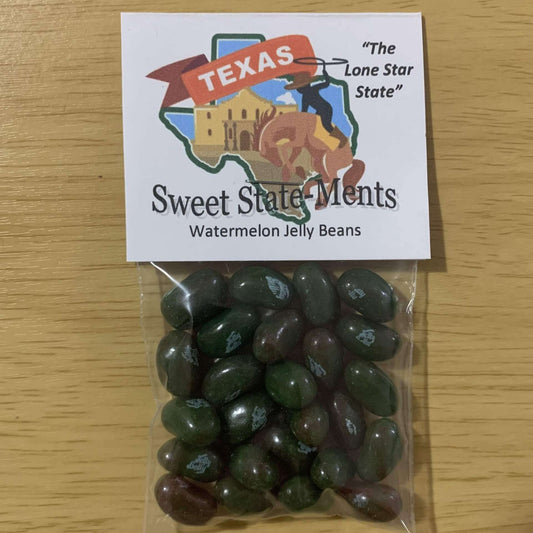 TEXAS
“The
Lone Star
State”
Sweet State-Ments
Watermelon Jelly Beans